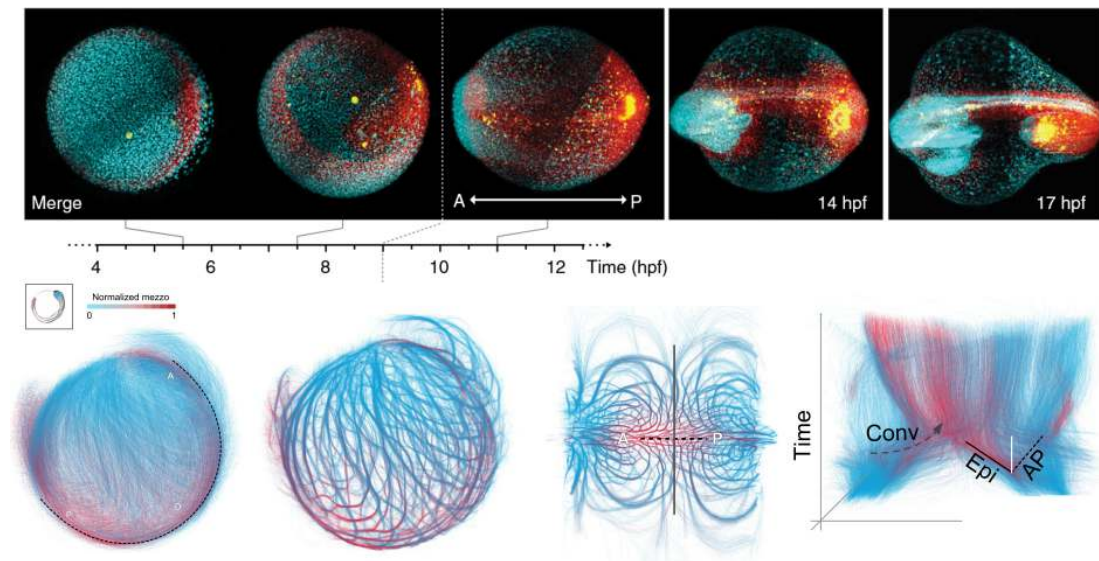 Merge
A
P
14 hpf
17 hpf
4
6
8
10
12
Time (hpf)
Normalized mezzo
0
1
A
P
D
A
P
Time
Conv
Epi
AP